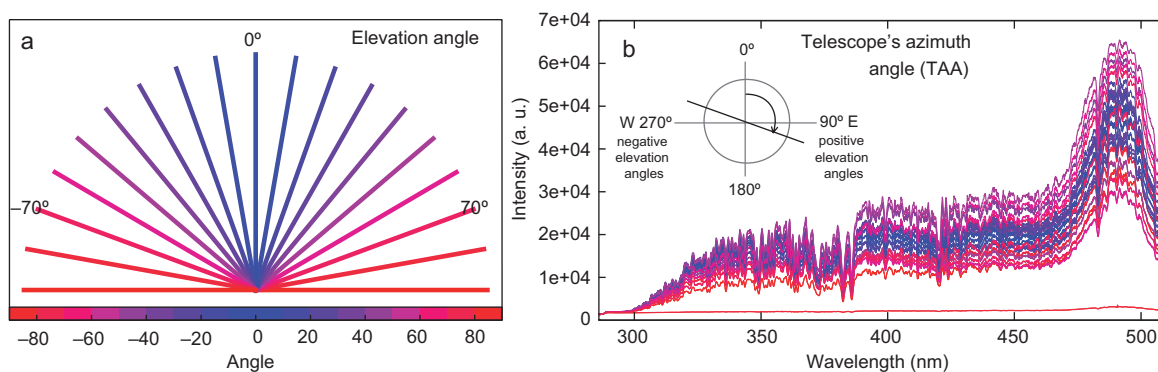 a
Elevation angle
0º
–70º
70º
–80 –60 –40 –20 0 20 40 60 80
Angle
b
Telescope’s azimuth
angle (TAA)
0º
W 270º
negative
elevation
angles
90º E
positive
elevation
angles
180º
Intensity (a. u.)
7e+04
6e+04
5e+04
4e+04
3e+04
2e+04
1e+04
0
300 350 400 450 500
Wavelength (nm)